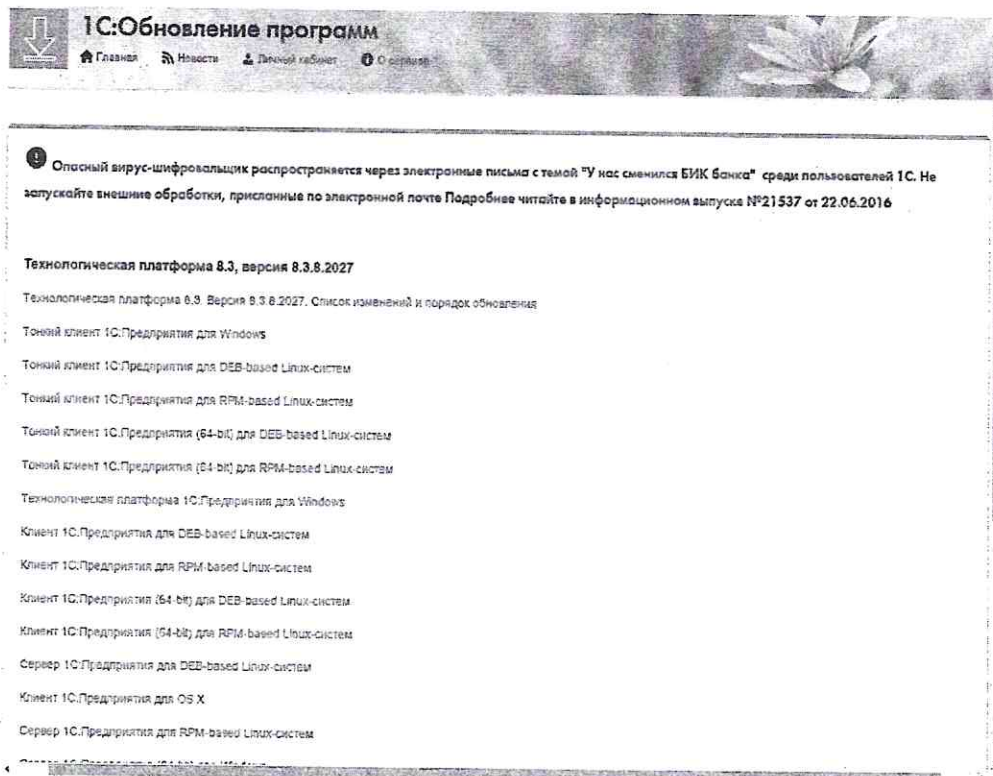 1С:Обновление программ
Главная Новости Личный кабинет О сервисе
Опасный вирус-шифровальщик распространяется через электронные письма с темой "У нас сменился БИК банка" среди пользователей 1С. Не
запускайте внешние обработки, присланные по электронной почте Подробнее читайте в информационном выпуске №21537 от 22.06.2016
Технологическая платформа 8.3, версия 8.3.8.2027
Технологическая платформа 8.3. Версия 8.3.8.2027. Список изменений и порядок обновления
Тонкий клиент 1С:Предприятия для Windows
Тонкий клиент 1С:Предприятия для DEB-based Linux-систем
Тонкий клиент 1С:Предприятия для RPM-based Linux-систем
Тонкий клиент 1С:Предприятия (64-bit) для DEB-based Linux-систем
Тонкий клиент 1С:Предприятия (64-bit) для RPM-based Linux-систем
Технологическая платформа 1С:Предприятия для Windows
Клиент 1С:Предприятия для DEB-based Linux-систем
Клиент 1С:Предприятия для RPM-based Linux-систем
Клиент 1С:Предприятия (64-bit) для DEB-based Linux-систем
Клиент 1С:Предприятия (64-bit) для RPM-based Linux-систем
Сервер 1С:Предприятия для DEB-based Linux-систем
Клиент 1С:Предприятия для OS X
Сервер 1С:Предприятия для RPM-based Linux-систем